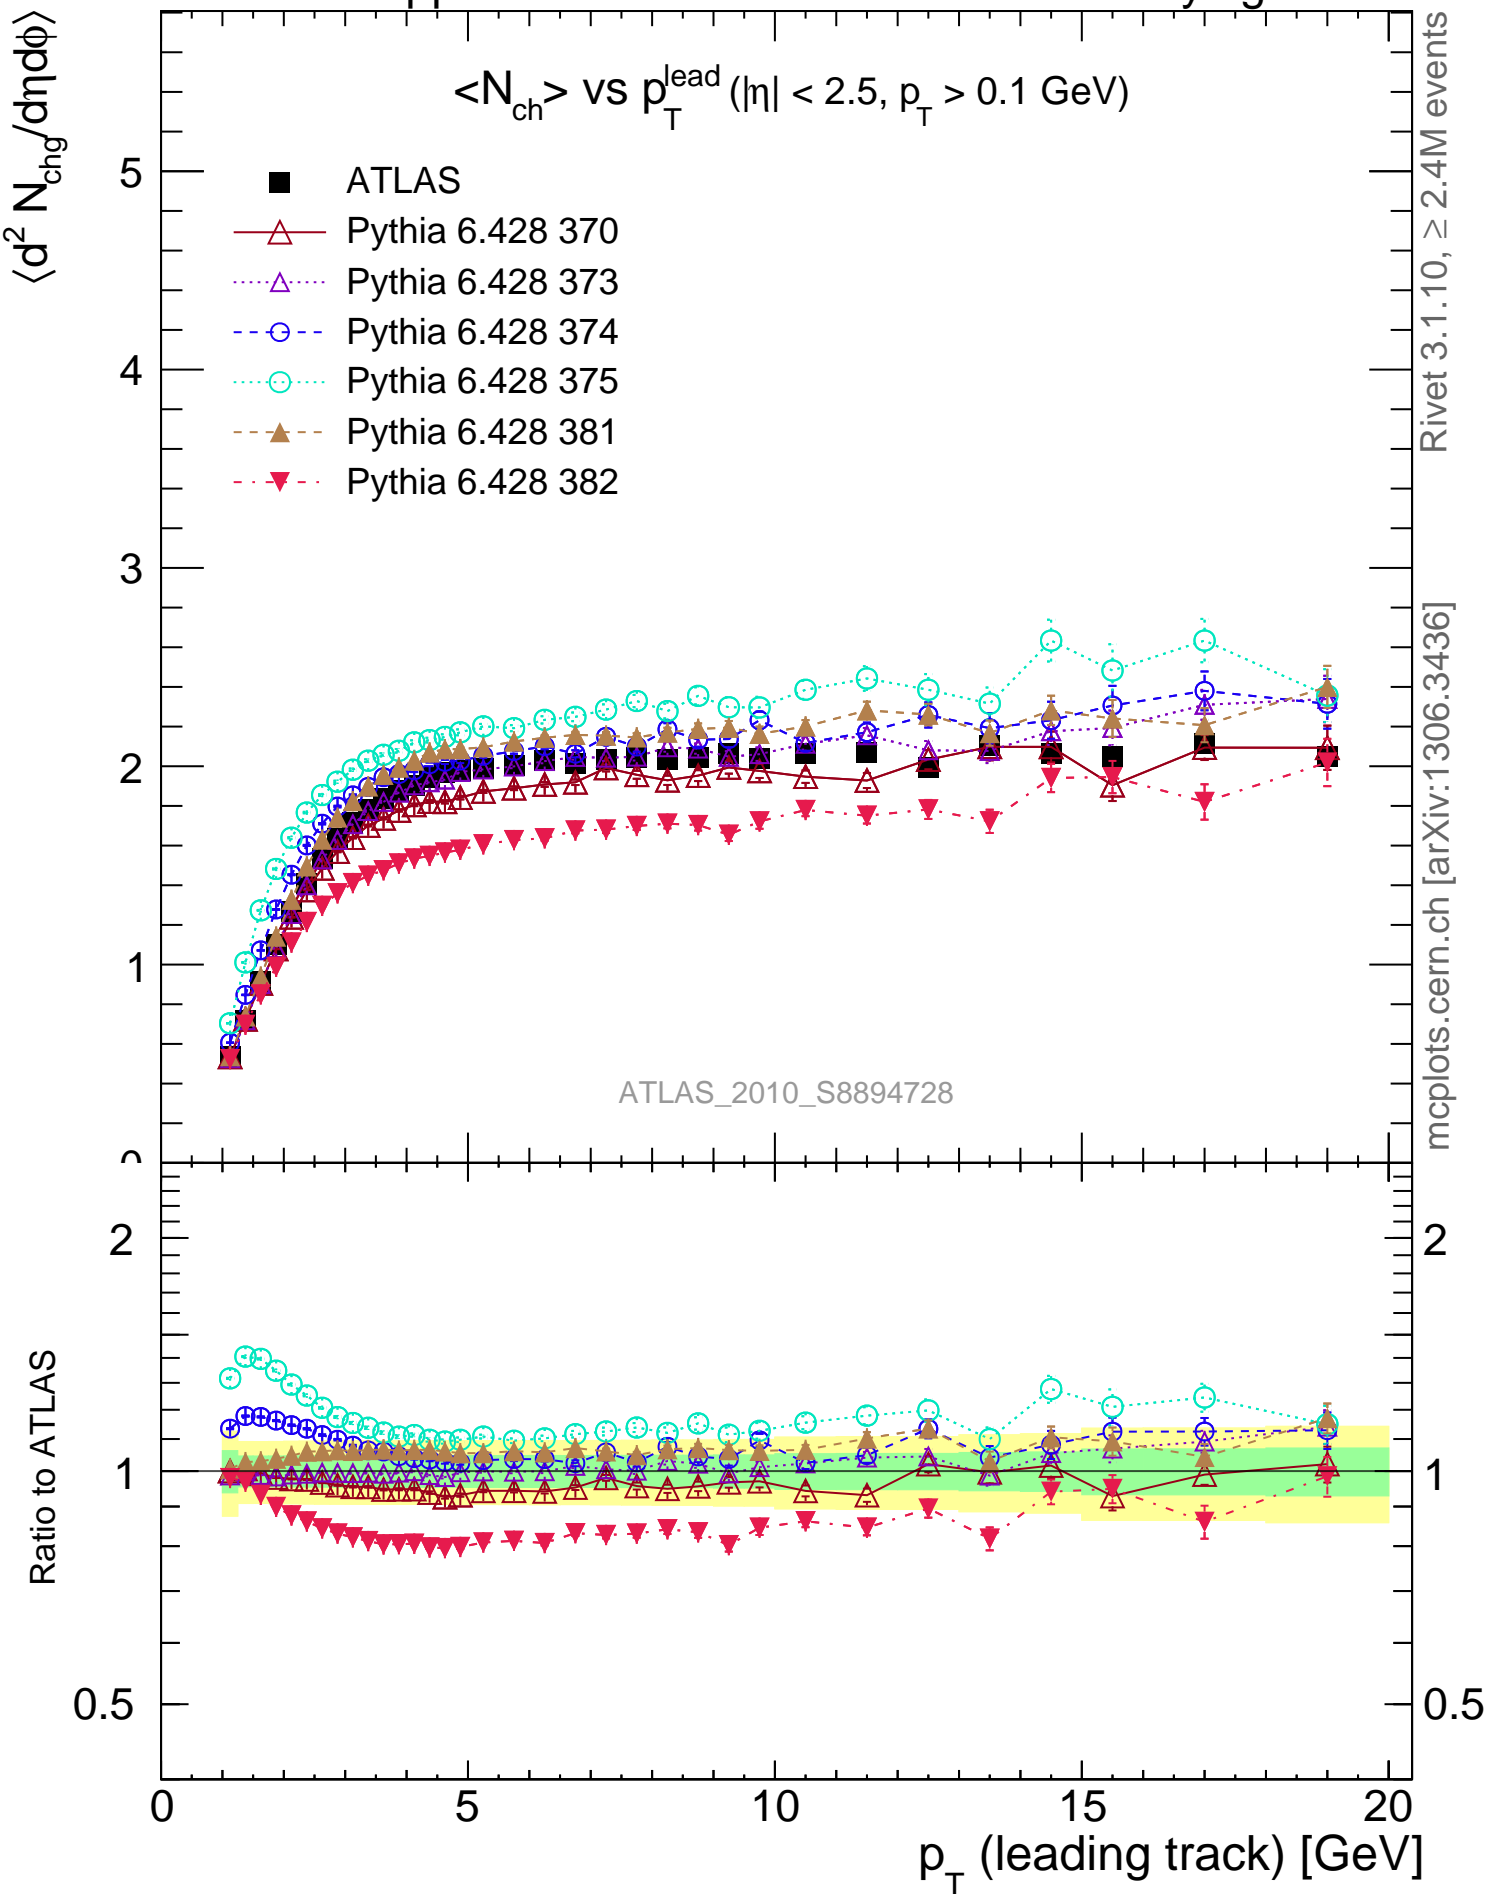 <N_ch> vs p_T^lead (|η| < 2.5, p_T > 0.1 GeV)
⟨d² N_chg/dηdϕ⟩
5
4
3
2
1
ATLAS
Pythia 6.428 370
Pythia 6.428 373
Pythia 6.428 374
Pythia 6.428 375
Pythia 6.428 381
Pythia 6.428 382
ATLAS_2010_S8894728
Rivet 3.1.10, ≥ 2.4M events
mcplots.cern.ch [arXiv:1306.3436]
Ratio to ATLAS
2
1
0.5
2
1
0.5
0 5 10 15 20
p_T (leading track) [GeV]